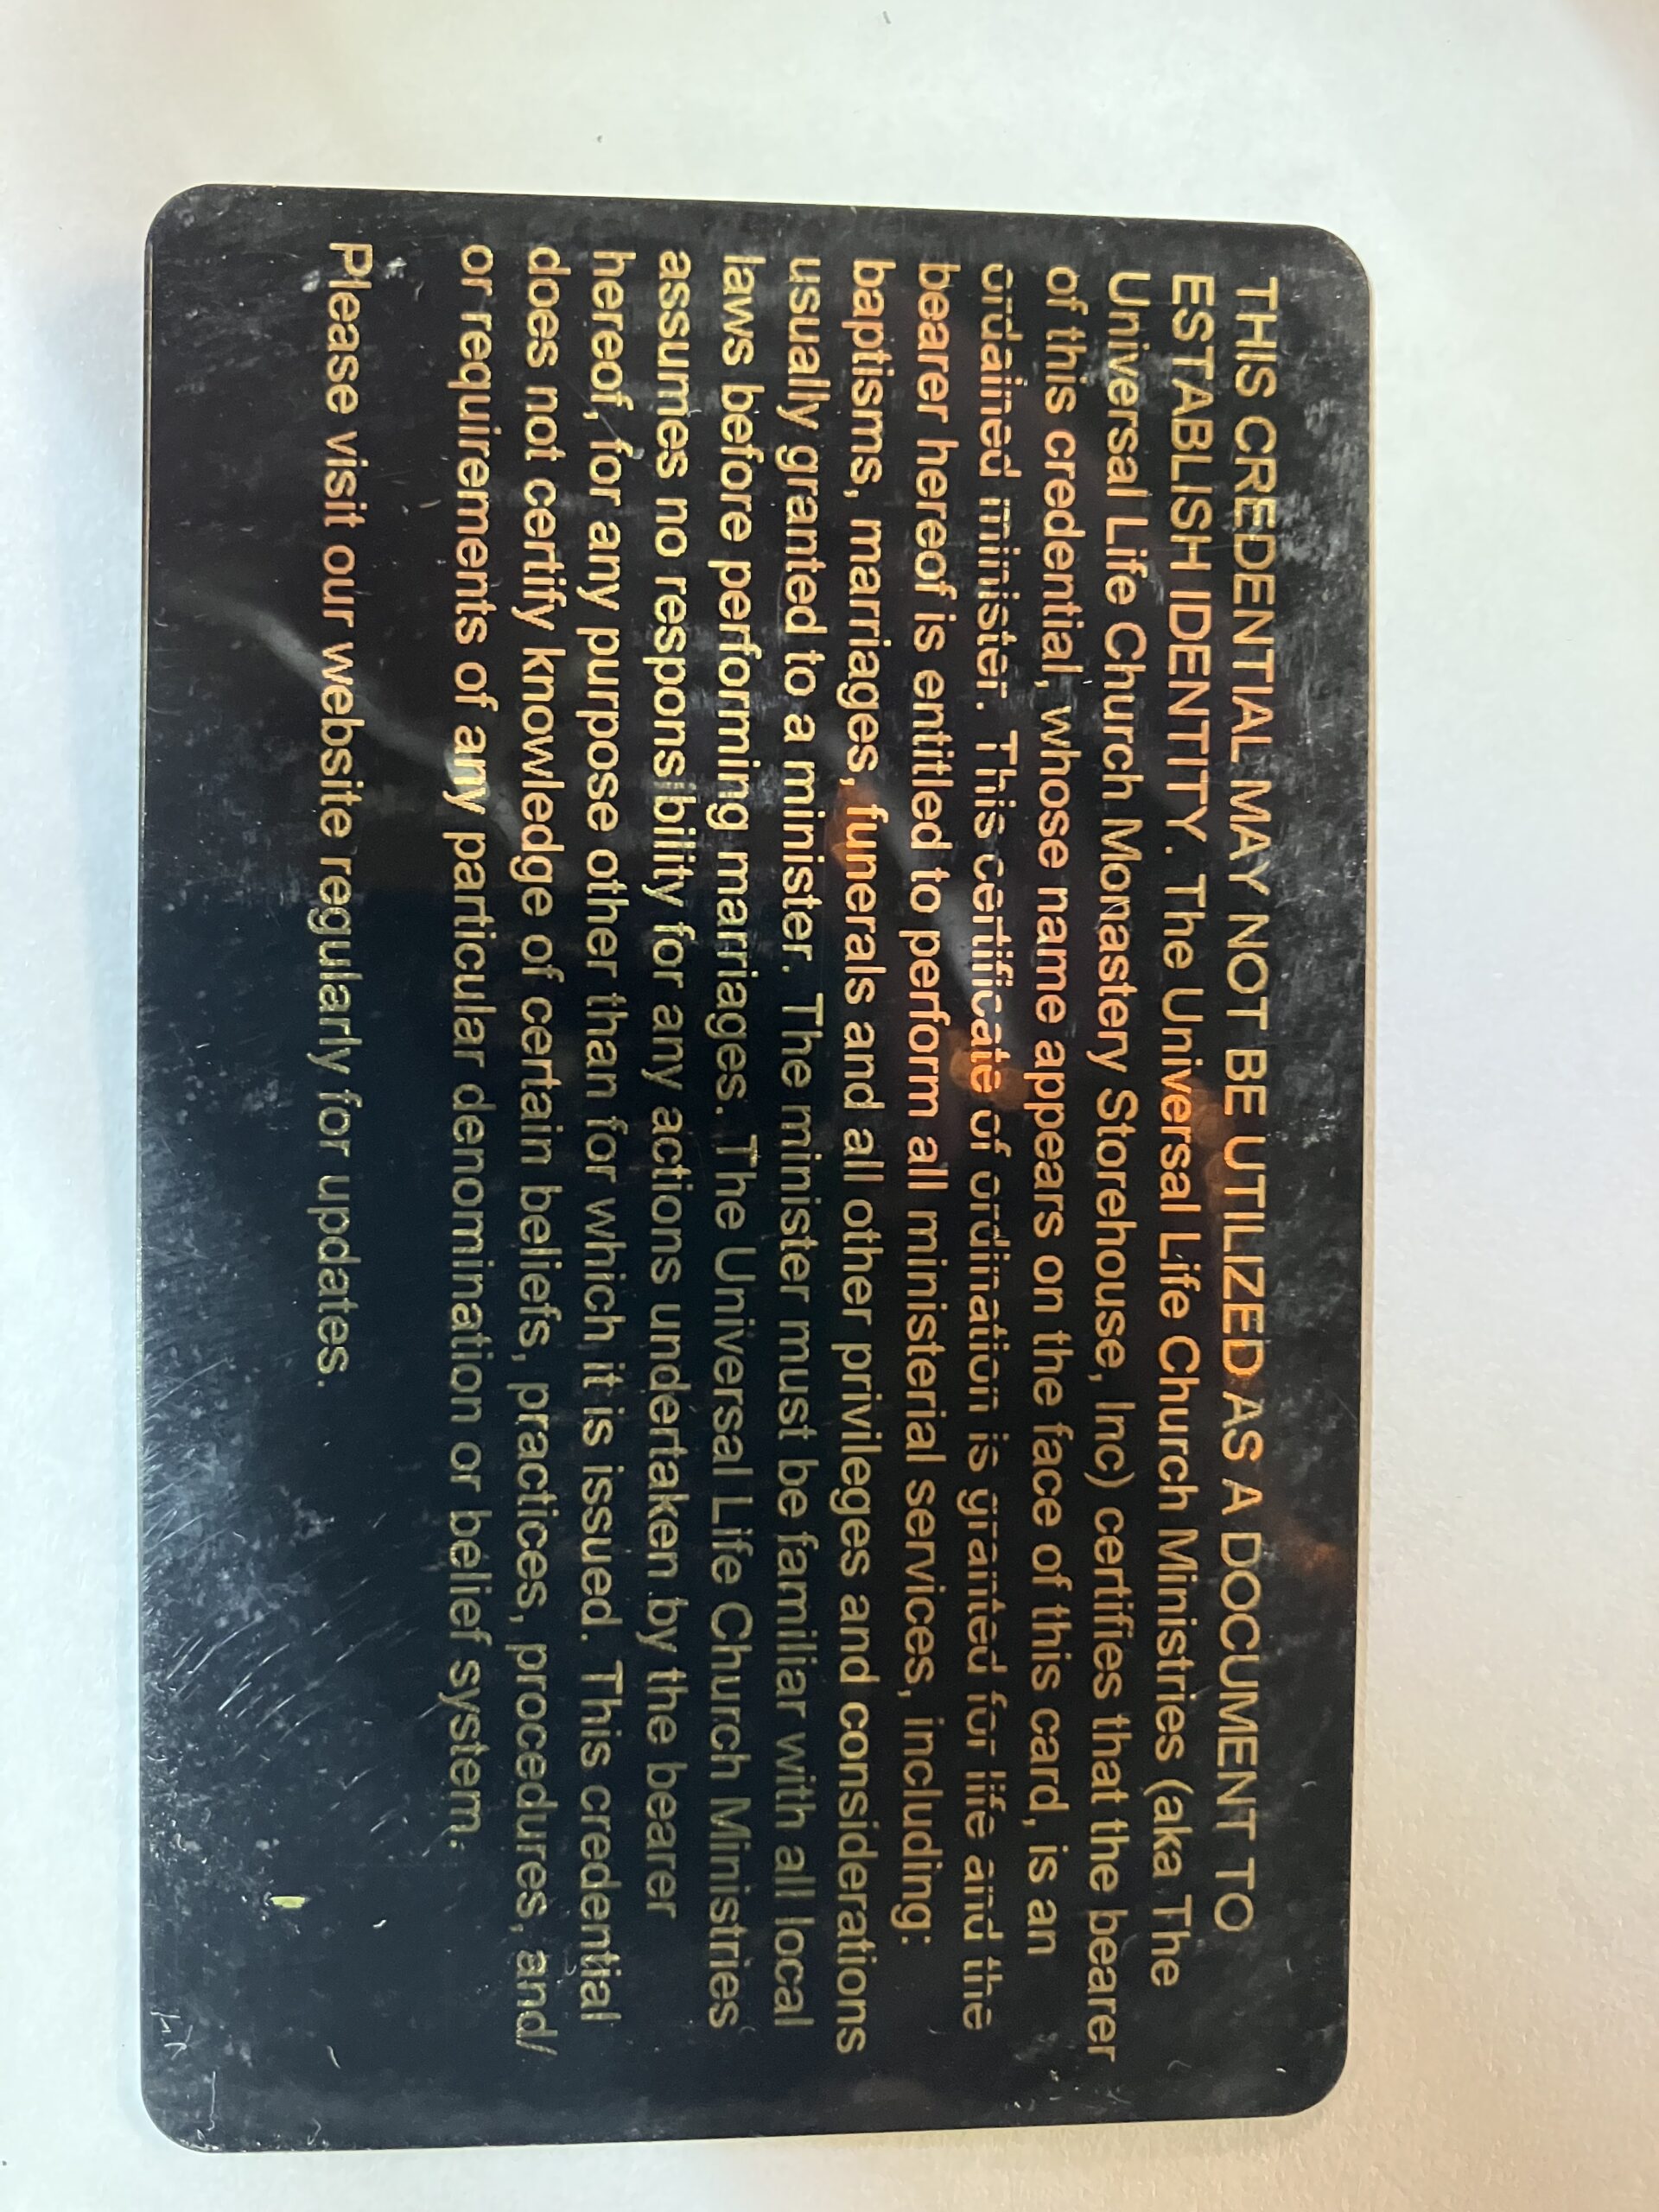 THIS CREDENTIAL MAY NOT BE UTILIZED AS A DOCUMENT TO
ESTABLISH IDENTITY. The Universal Life Church Ministries (aka The
Universal Life Church Monastery Storehouse, Inc) certifies that the bearer
of this credential, whose name appears on the face of this card, is an
ordained minister. This certificate of ordination is granted for life and the
bearer hereof is entitled to perform all ministerial services, including:
baptisms, marriages, funerals and all other privileges and considerations
usually granted to a minister. The minister must be familiar with all local
laws before performing marriages. The Universal Life Church Ministries
assumes no responsibility for any actions undertaken by the bearer
hereof, for any purpose other than for which it is issued. This credential
does not certify knowledge of certain beliefs, practices, procedures, and/
or requirements of any particular denomination or belief system.
Please visit our website regularly for updates.